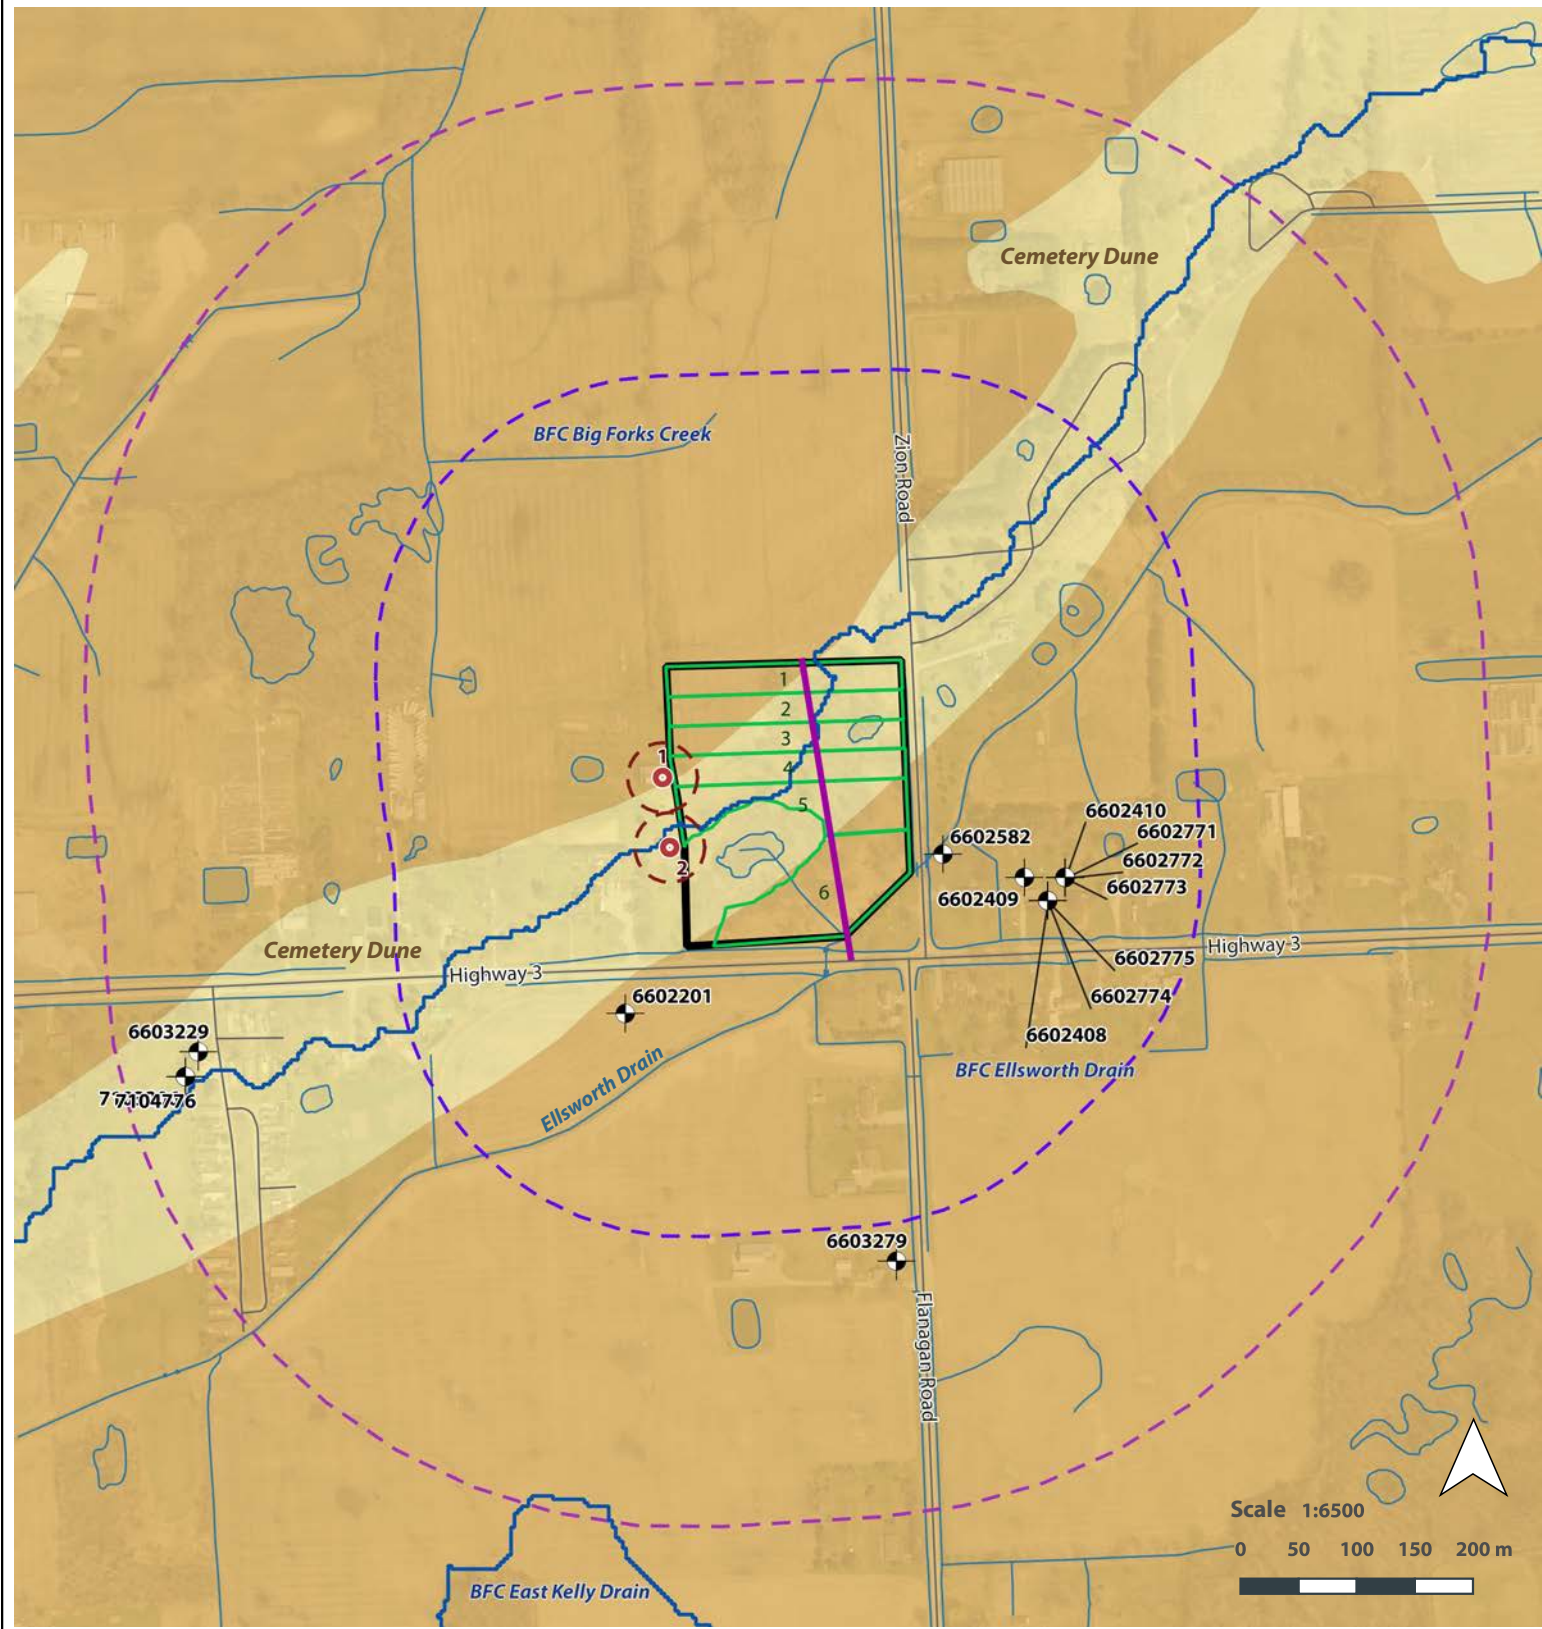 Cemetery Dune
BFC Big Forks Creek
Zion Road
1
2
3
4
5
6
1
2
6602410
6602771
6602582
6602772
6602773
6602409
Cemetery Dune
Highway 3
Highway 3
6602775
6602201
6602774
6603229
6602408
Ellsworth Drain
BFC Ellsworth Drain
7104776
6603279
Flanagan Road
Scale 1:6500
0 50 100 150 200 m
BFC East Kelly Drain